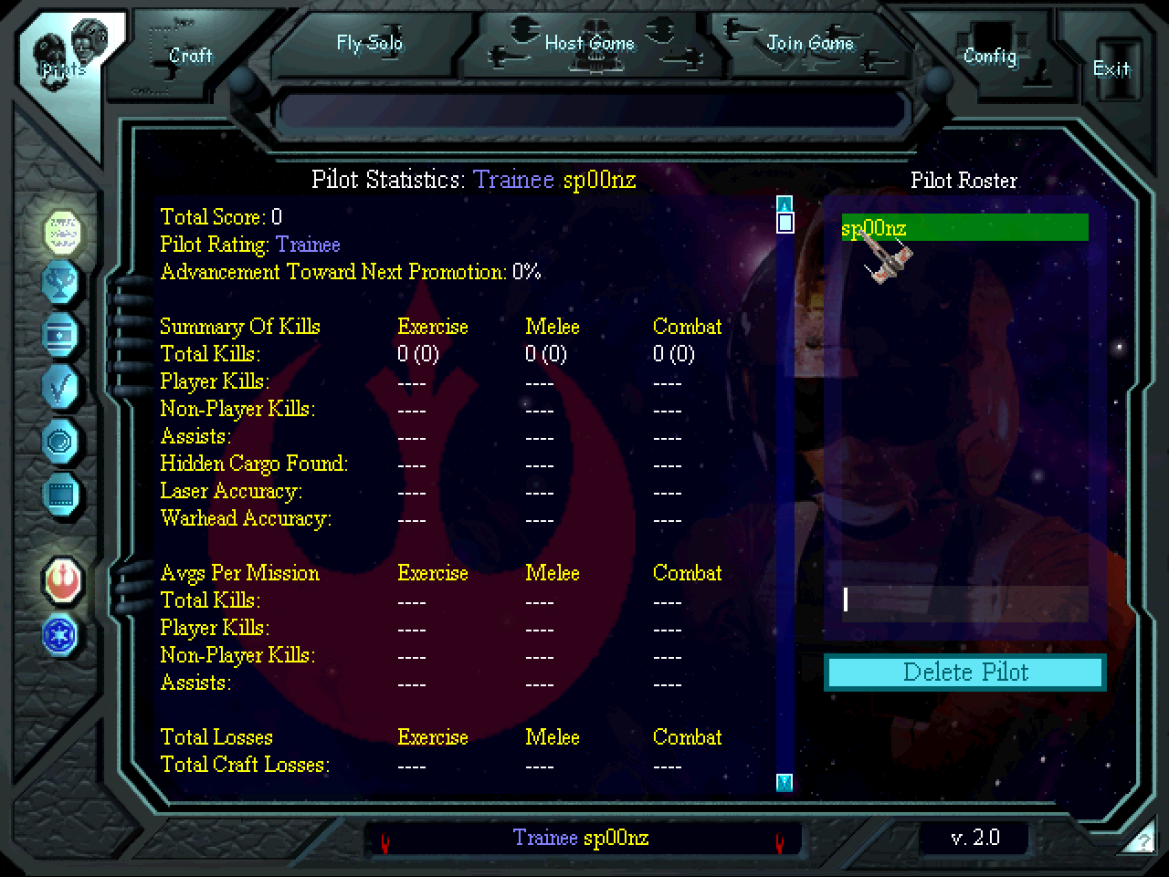 Pilots
Craft
Fly Solo
Host Game
Join Game
Config
Exit
Pilot Statistics: Trainee sp00nz
Total Score: 0
Pilot Rating: Trainee
Advancement Toward Next Promotion: 0%
Summary Of Kills Exercise Melee Combat
Total Kills: 0 (0) 0 (0) 0 (0)
Player Kills: ---- ---- ----
Non-Player Kills: ---- ---- ----
Assists: ---- ---- ----
Hidden Cargo Found: ---- ---- ----
Laser Accuracy: ---- ---- ----
Warhead Accuracy: ---- ---- ----
Avgs Per Mission Exercise Melee Combat
Total Kills: ---- ---- ----
Player Kills: ---- ---- ----
Non-Player Kills: ---- ---- ----
Assists: ---- ---- ----
Total Losses Exercise Melee Combat
Total Craft Losses: ---- ---- ----
Pilot Roster
sp00nz
Delete Pilot
Trainee sp00nz
v. 2.0
?